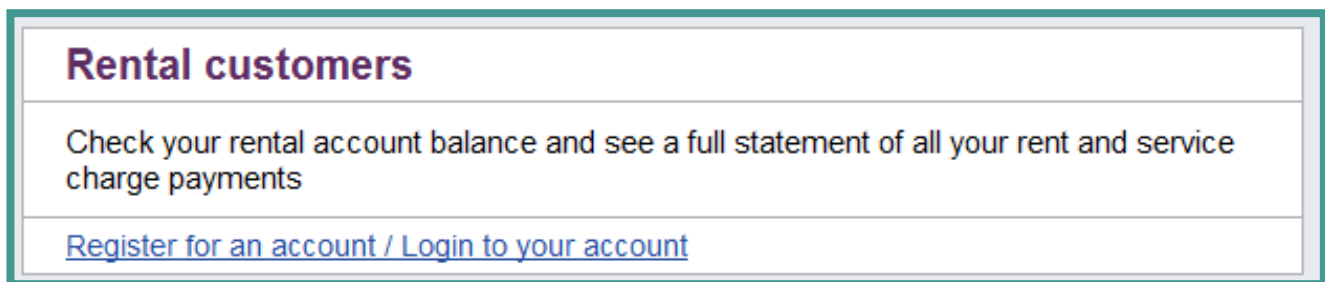 Rental customers
Check your rental account balance and see a full statement of all your rent and service
charge payments
Register for an account / Login to your account